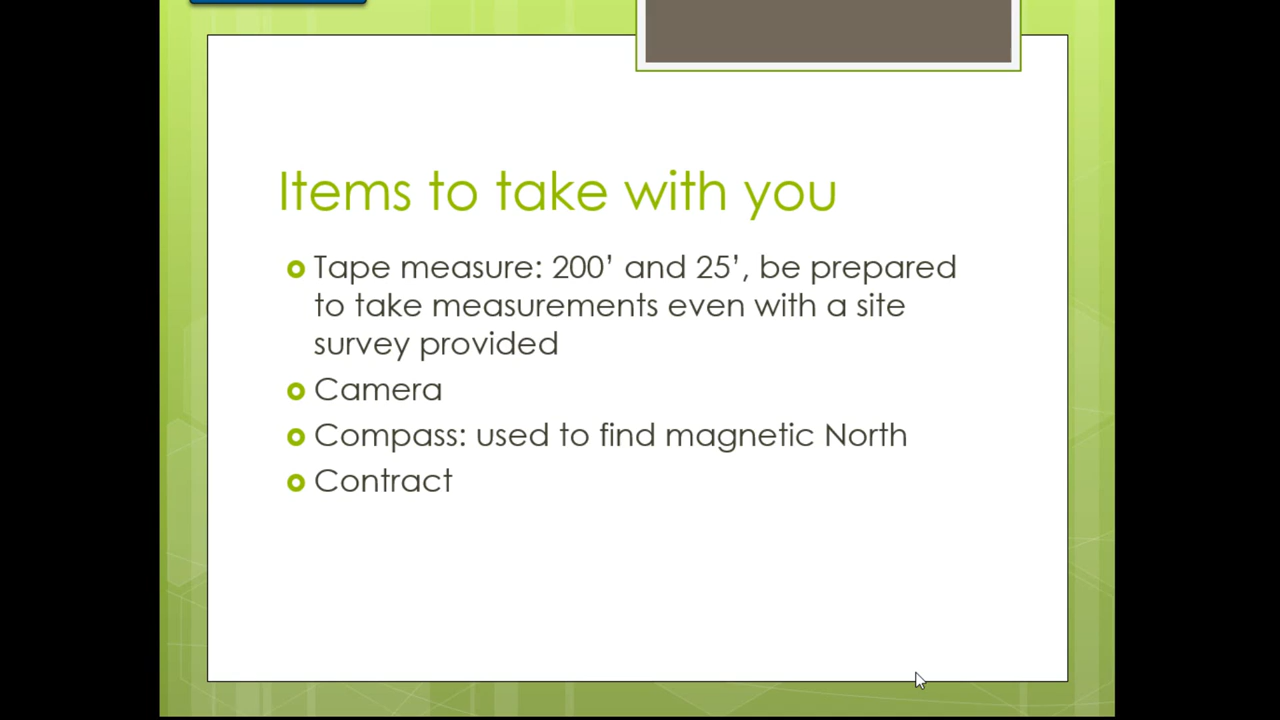 Items to take with you
Tape measure: 200’ and 25’, be prepared
to take measurements even with a site
survey provided
Camera
Compass: used to find magnetic North
Contract